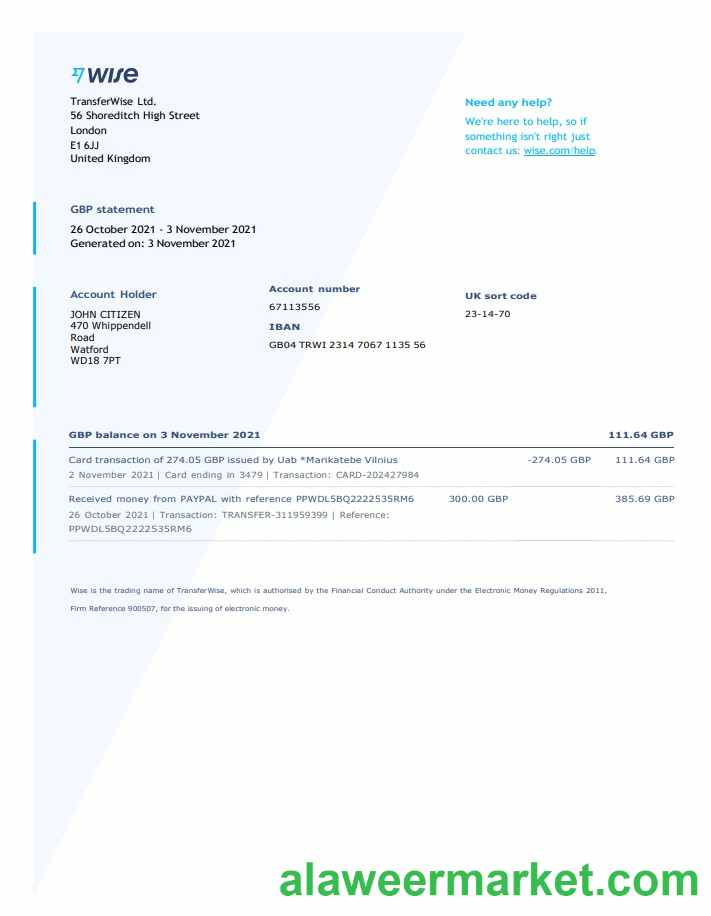 wise
TransferWise Ltd.
56 Shoreditch High Street
London
E1 6JJ
United Kingdom
Need any help?
We're here to help, so if
something isn't right just
contact us: wise.com/help.
GBP statement
26 October 2021 - 3 November 2021
Generated on: 3 November 2021
Account Holder
JOHN CITIZEN
470 Whippendell
Road
Watford
WD18 7PT
Account number
67113556
IBAN
GB04 TRWI 2314 7067 1135 56
UK sort code
23-14-70
GBP balance on 3 November 2021 111.64 GBP
Card transaction of 274.05 GBP issued by Uab *Marikatebe Vilnius -274.05 GBP 111.64 GBP
2 November 2021 | Card ending in 3479 | Transaction: CARD-202427984
Received money from PAYPAL with reference PPWDL5BQ2222535RM6 300.00 GBP 385.69 GBP
26 October 2021 | Transaction: TRANSFER-311959399 | Reference:
PPWDL5BQ2222535RM6
Wise is the trading name of TransferWise, which is authorised by the Financial Conduct Authority under the Electronic Money Regulations 2011,
Firm Reference 900507, for the issuing of electronic money.
alaweermarket.com